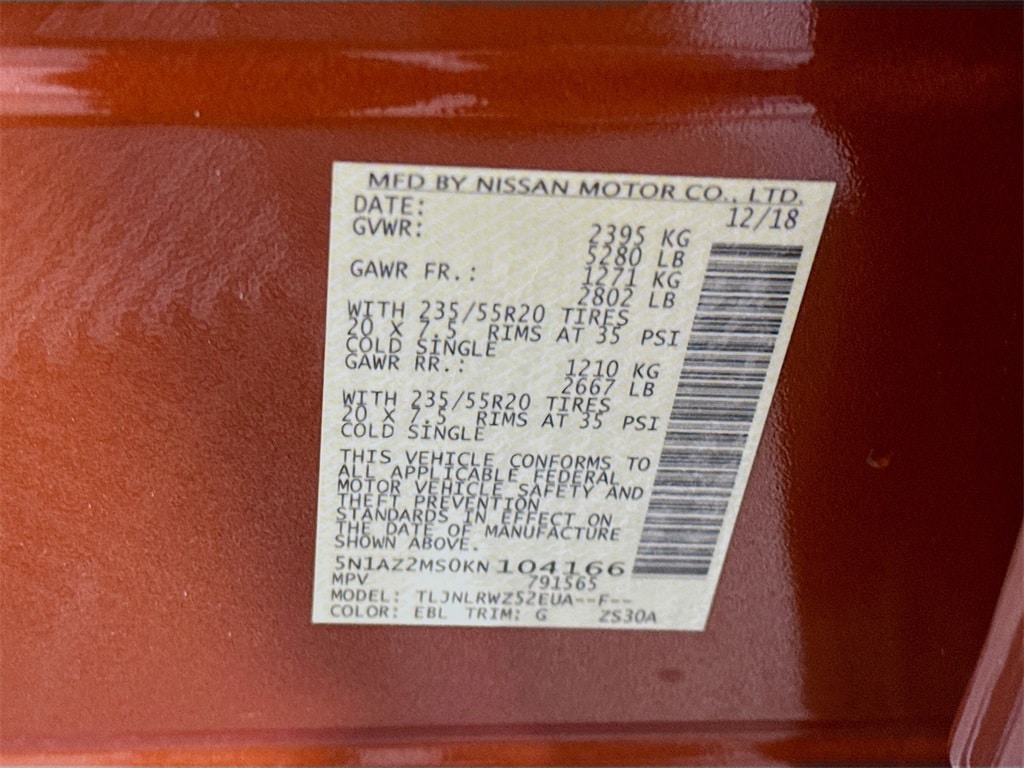 MFD BY NISSAN MOTOR CO., LTD.
DATE: 12/18
GVWR: 2395 KG
5280 LB
GAWR FR.: 1271 KG
2802 LB
WITH 235/55R20 TIRES
20 X 7.5 RIMS AT 35 PSI
COLD SINGLE
GAWR RR.: 1210 KG
2667 LB
WITH 235/55R20 TIRES
20 X 7.5 RIMS AT 35 PSI
COLD SINGLE
THIS VEHICLE CONFORMS TO
ALL APPLICABLE FEDERAL
MOTOR VEHICLE SAFETY AND
THEFT PREVENTION
STANDARDS IN EFFECT ON
THE DATE OF MANUFACTURE
SHOWN ABOVE.
5N1AZ2MS0KN104166
MPV 791565
MODEL: TLJNLRWZ52EUA--F--
COLOR: EBL TRIM: G ZS30A